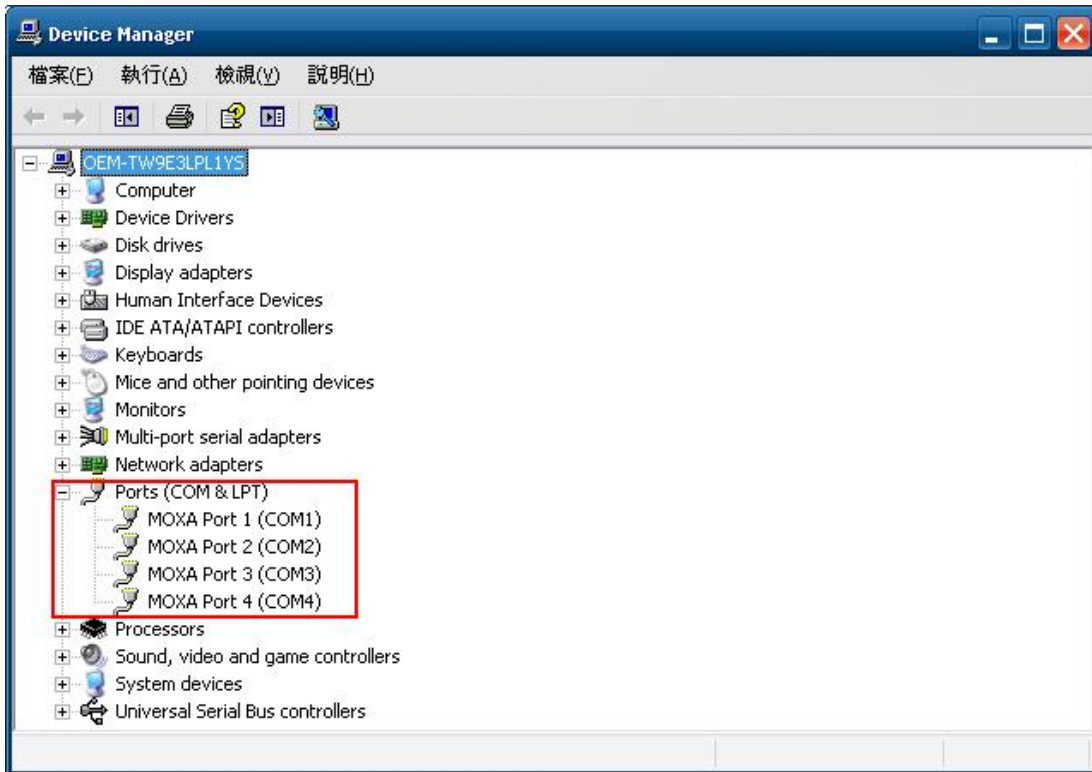 Device Manager
檔案(F) 執行(A) 檢視(V) 說明(H)
OEM-TW9E3LPL1YS
Computer
Device Drivers
Disk drives
Display adapters
Human Interface Devices
IDE ATA/ATAPI controllers
Keyboards
Mice and other pointing devices
Monitors
Multi-port serial adapters
Network adapters
Ports (COM & LPT)
MOXA Port 1 (COM1)
MOXA Port 2 (COM2)
MOXA Port 3 (COM3)
MOXA Port 4 (COM4)
Processors
Sound, video and game controllers
System devices
Universal Serial Bus controllers